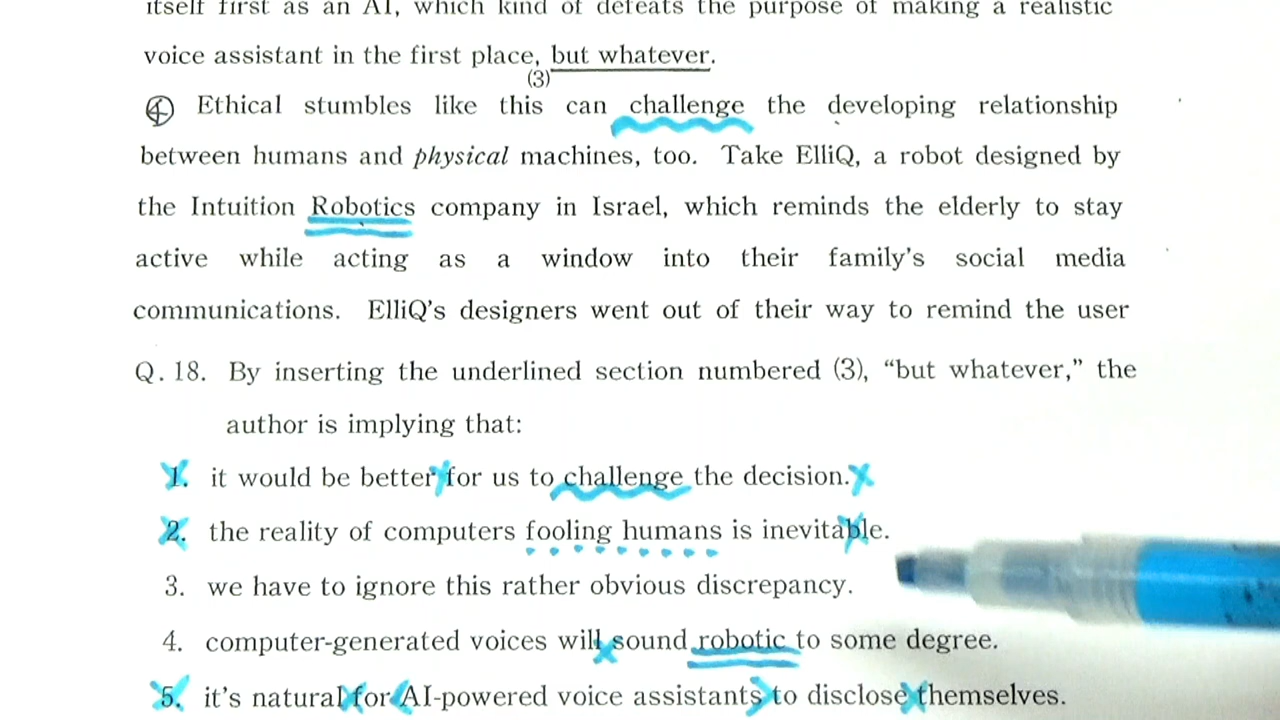 itself first as an AI, which kind of defeats the purpose of making a realistic
voice assistant in the first place, but whatever.
(3)
④ Ethical stumbles like this can challenge the developing relationship
between humans and physical machines, too. Take ElliQ, a robot designed by
the Intuition Robotics company in Israel, which reminds the elderly to stay
active while acting as a window into their family's social media
communications. ElliQ's designers went out of their way to remind the user
Q. 18. By inserting the underlined section numbered (3), “but whatever,” the
author is implying that:
1. it would be better for us to challenge the decision.
2. the reality of computers fooling humans is inevitable.
3. we have to ignore this rather obvious discrepancy.
4. computer-generated voices will sound robotic to some degree.
5. it's natural for AI-powered voice assistants to disclose themselves.